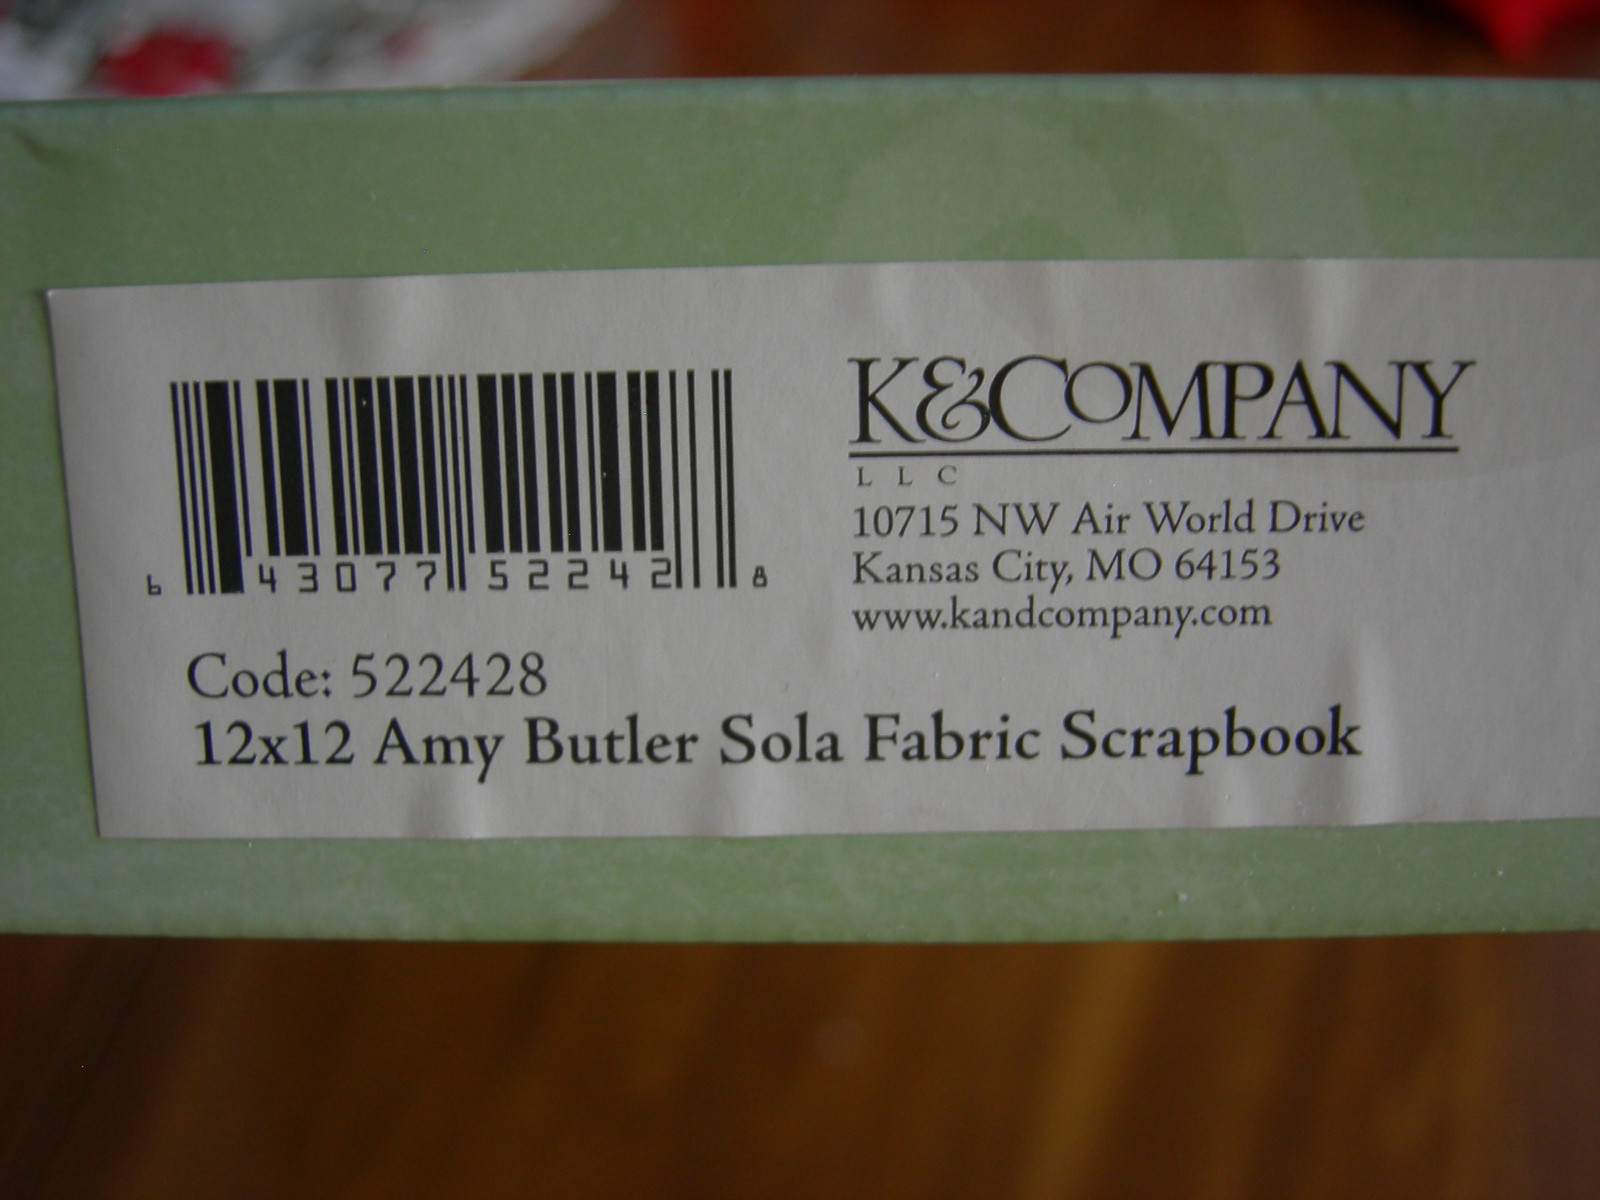 6 43077 52242 8
Code: 522428
12x12 Amy Butler Sola Fabric Scrapbook
K&COMPANY
LLC
10715 NW Air World Drive
Kansas City, MO 64153
www.kandcompany.com